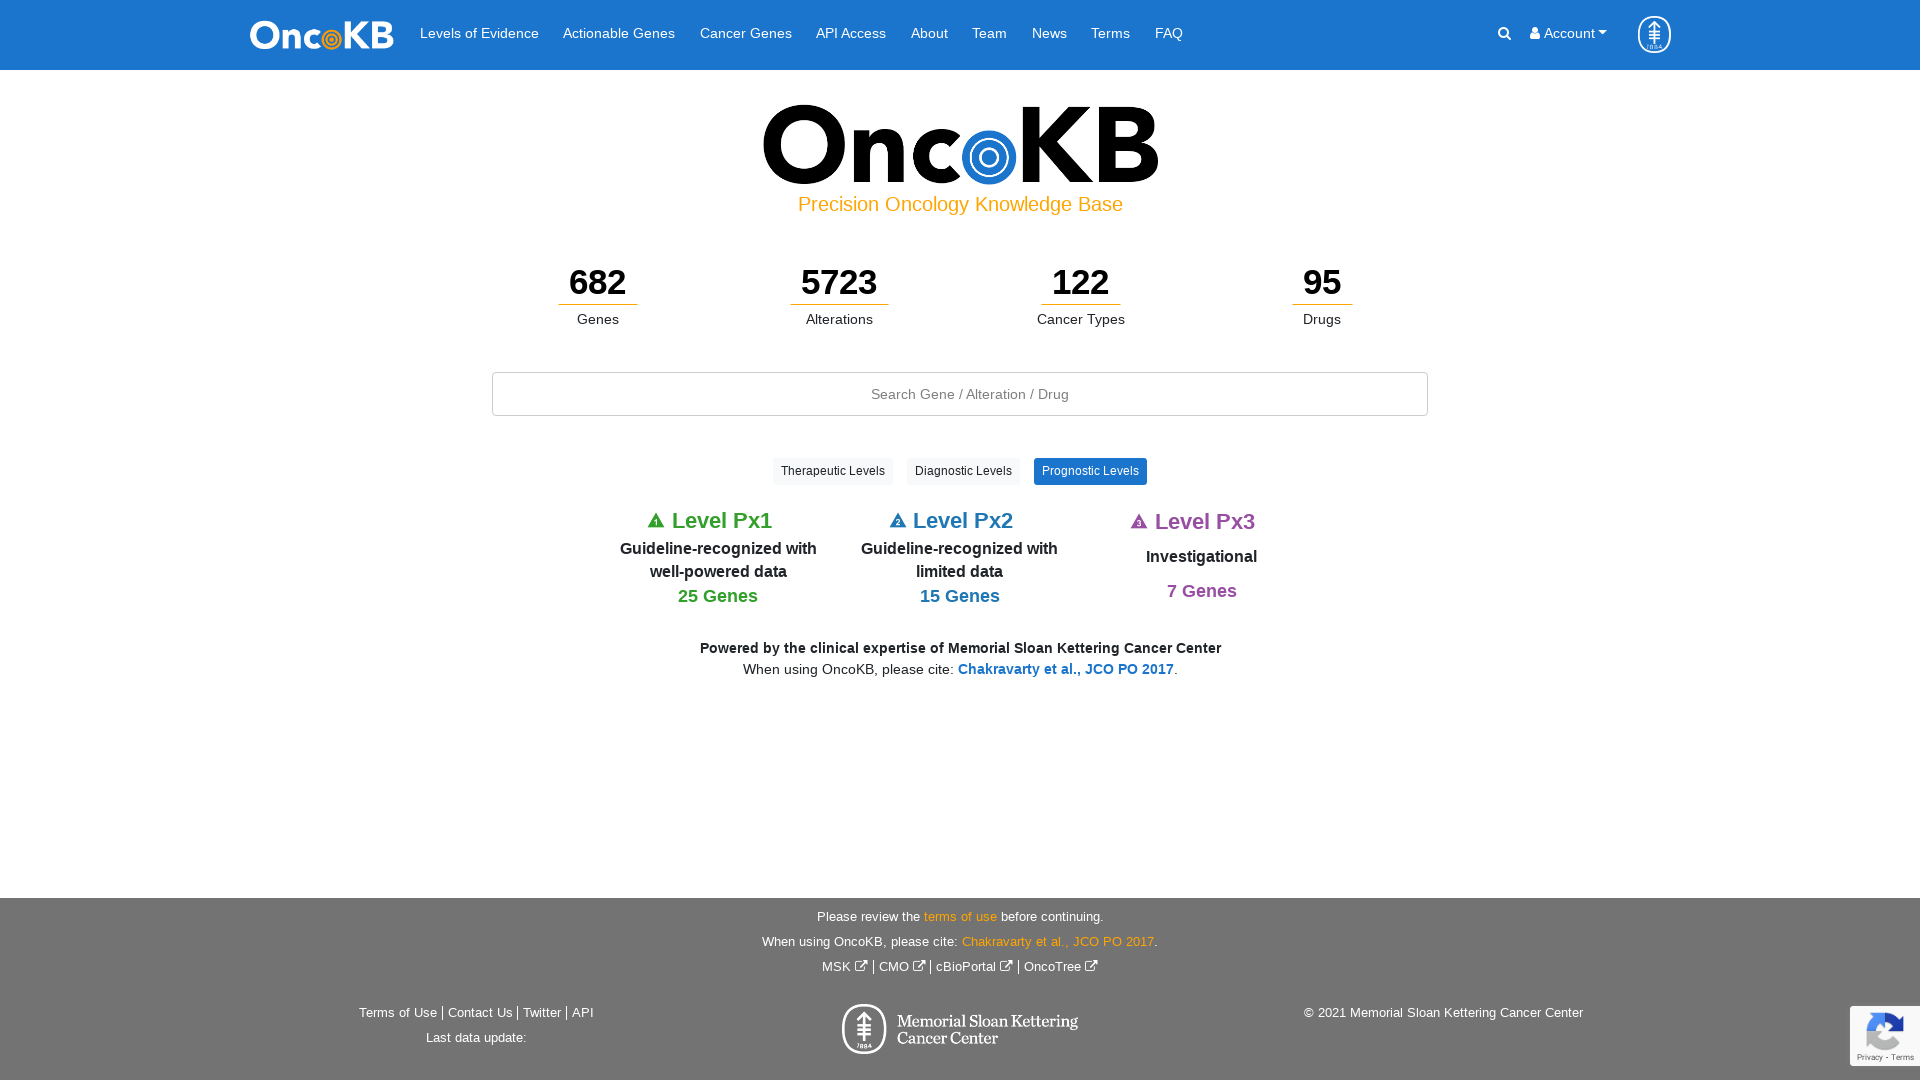 OncoKB Levels of Evidence Actionable Genes Cancer Genes API Access About Team News Terms FAQ Account
OncoKB
Precision Oncology Knowledge Base
682 5723 122 95
Genes Alterations Cancer Types Drugs
Search Gene / Alteration / Drug
Therapeutic Levels Diagnostic Levels Prognostic Levels
1 Level Px1 2 Level Px2 3 Level Px3
Guideline-recognized with Guideline-recognized with Investigational
well-powered data limited data
25 Genes 15 Genes 7 Genes
Powered by the clinical expertise of Memorial Sloan Kettering Cancer Center
When using OncoKB, please cite: Chakravarty et al., JCO PO 2017.
Please review the terms of use before continuing.
When using OncoKB, please cite: Chakravarty et al., JCO PO 2017.
MSK | CMO | cBioPortal | OncoTree
Terms of Use | Contact Us | Twitter | API
Last data update:
1884
Memorial Sloan Kettering
Cancer Center
© 2021 Memorial Sloan Kettering Cancer Center
Privacy - Terms